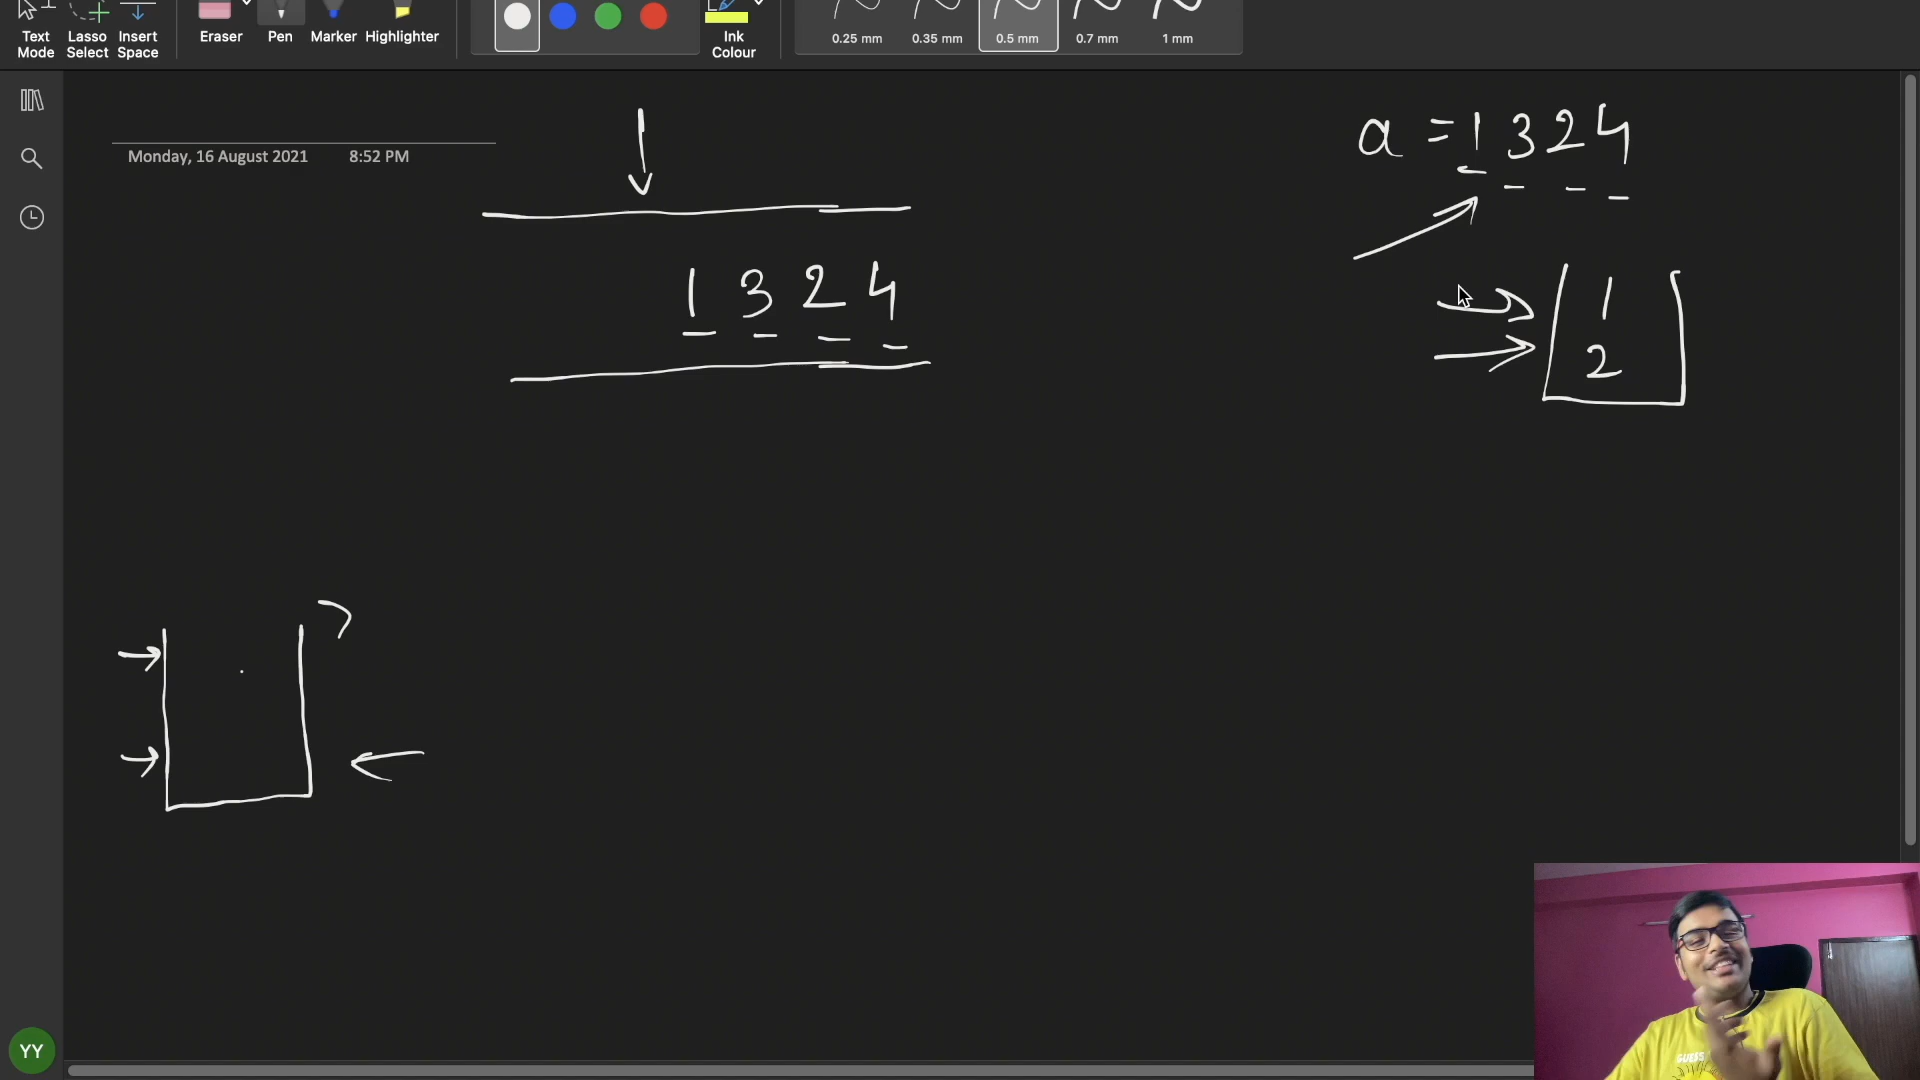 Text Mode
Lasso Select
Insert Space
Eraser
Pen
Marker
Highlighter
Ink Colour
0.25 mm
0.35 mm
0.5 mm
0.7 mm
1 mm
Monday, 16 August 2021 8:52 PM
a = 1 3 2 4
1 3 2 4
1
2
YY
GUESS